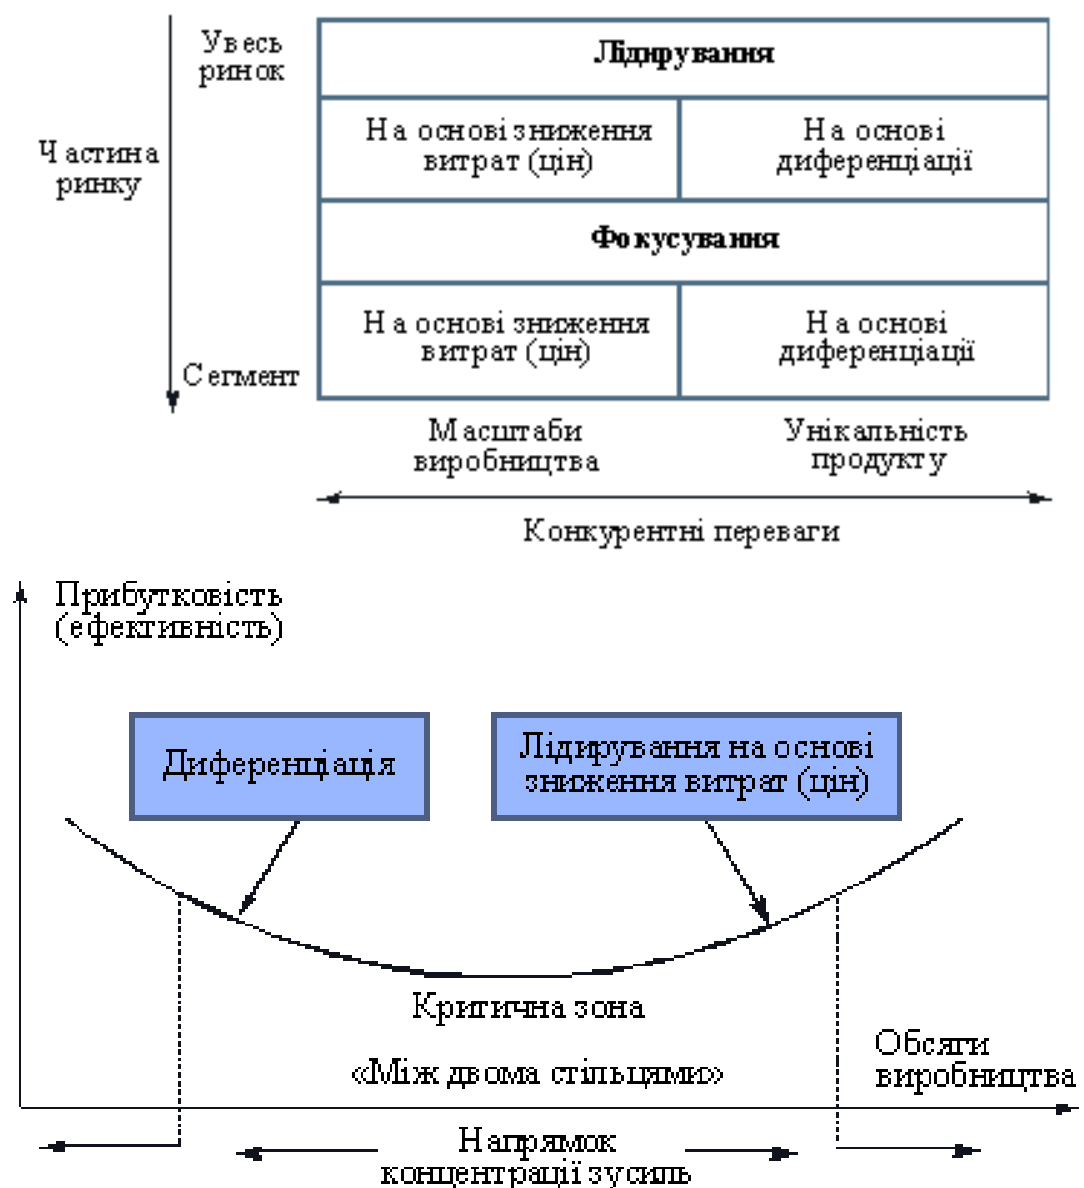 Увесь
ринок
Лідирування
Частина
ринку
На основі зниження
витрат (цін)
На основі
диференціації
Фокусування
На основі зниження
витрат (цін)
На основі
диференціації
Сегмент
Масштаби
виробництва
Унікальність
продукту
Конкурентні переваги
Прибутковість
(ефективність)
Диференціація
Лідирування на основі
зниження витрат (цін)
Критична зона
«Між двома стільцями»
Обсяги
виробництва
Напрямок
концентрації зусиль